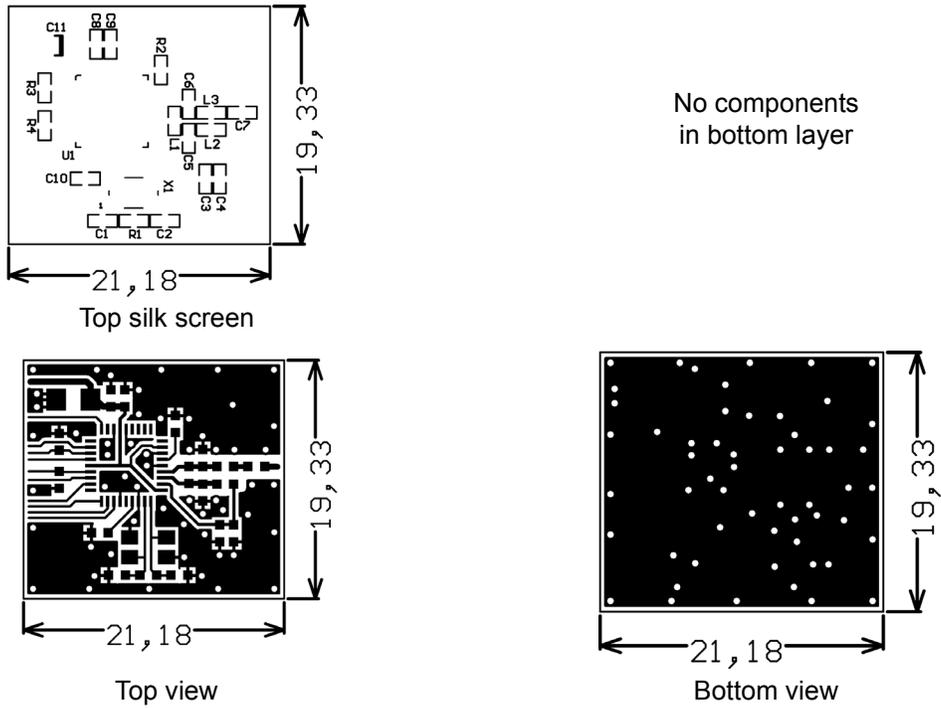 C11
C8
C9
R2
R3
R4
C6
L3
C7
L1
L2
C5
U1
C10
X1
1
C3
C4
C1
R1
C2
19,33
21,18
Top silk screen
No components
in bottom layer
19,33
21,18
Top view
19,33
21,18
Bottom view